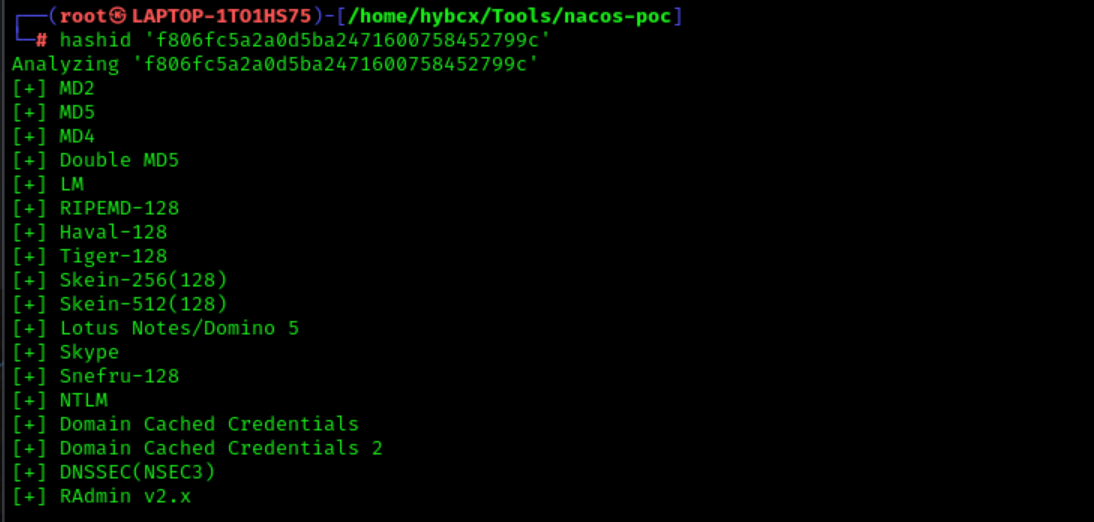 ┌──(root㉿LAPTOP-1TO1HS75)-[/home/hybcx/Tools/nacos-poc]
└─# hashid 'f806fc5a2a0d5ba2471600758452799c'
Analyzing 'f806fc5a2a0d5ba2471600758452799c'
[+] MD2
[+] MD5
[+] MD4
[+] Double MD5
[+] LM
[+] RIPEMD-128
[+] Haval-128
[+] Tiger-128
[+] Skein-256(128)
[+] Skein-512(128)
[+] Lotus Notes/Domino 5
[+] Skype
[+] Snefru-128
[+] NTLM
[+] Domain Cached Credentials
[+] Domain Cached Credentials 2
[+] DNSSEC(NSEC3)
[+] RAdmin v2.x